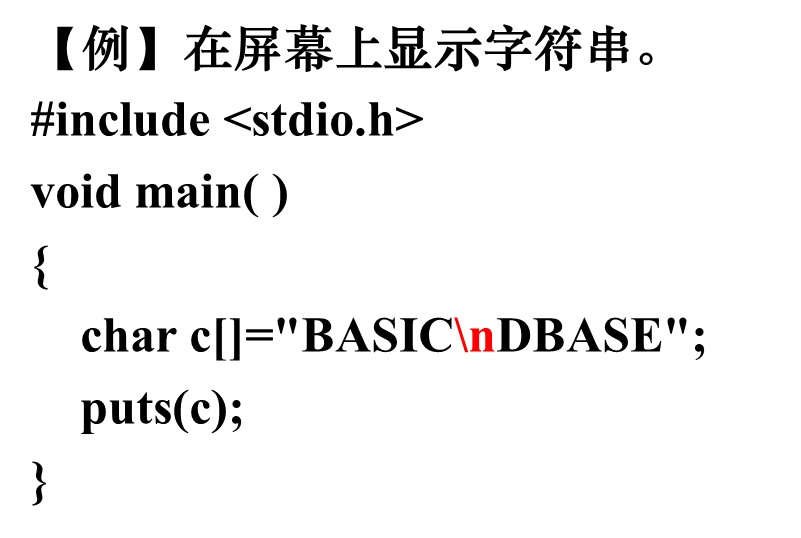 【例】在屏幕上显示字符串。
#include <stdio.h>
void main( )
{
char c[]="BASIC\nDBASE";
puts(c);
}